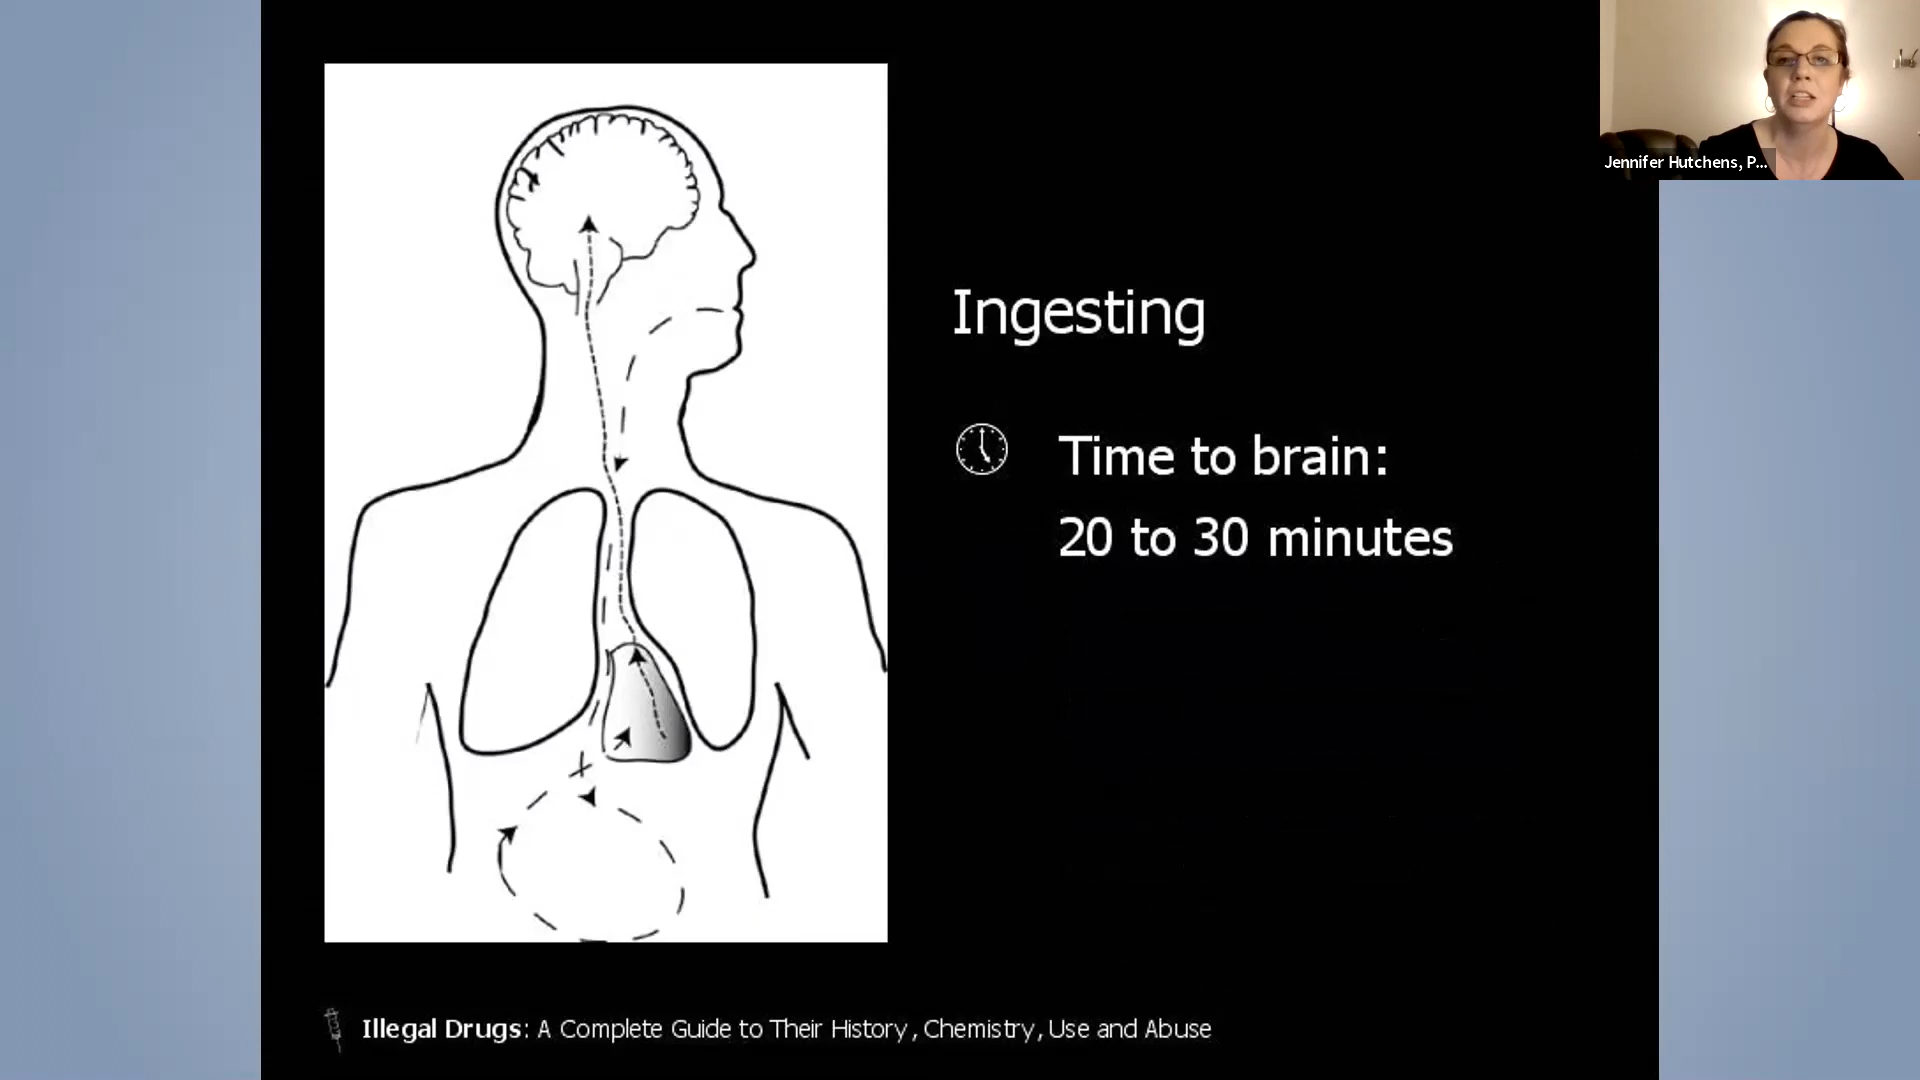 Jennifer Hutchens, P...
Ingesting
Time to brain:
20 to 30 minutes
Illegal Drugs: A Complete Guide to Their History, Chemistry, Use and Abuse